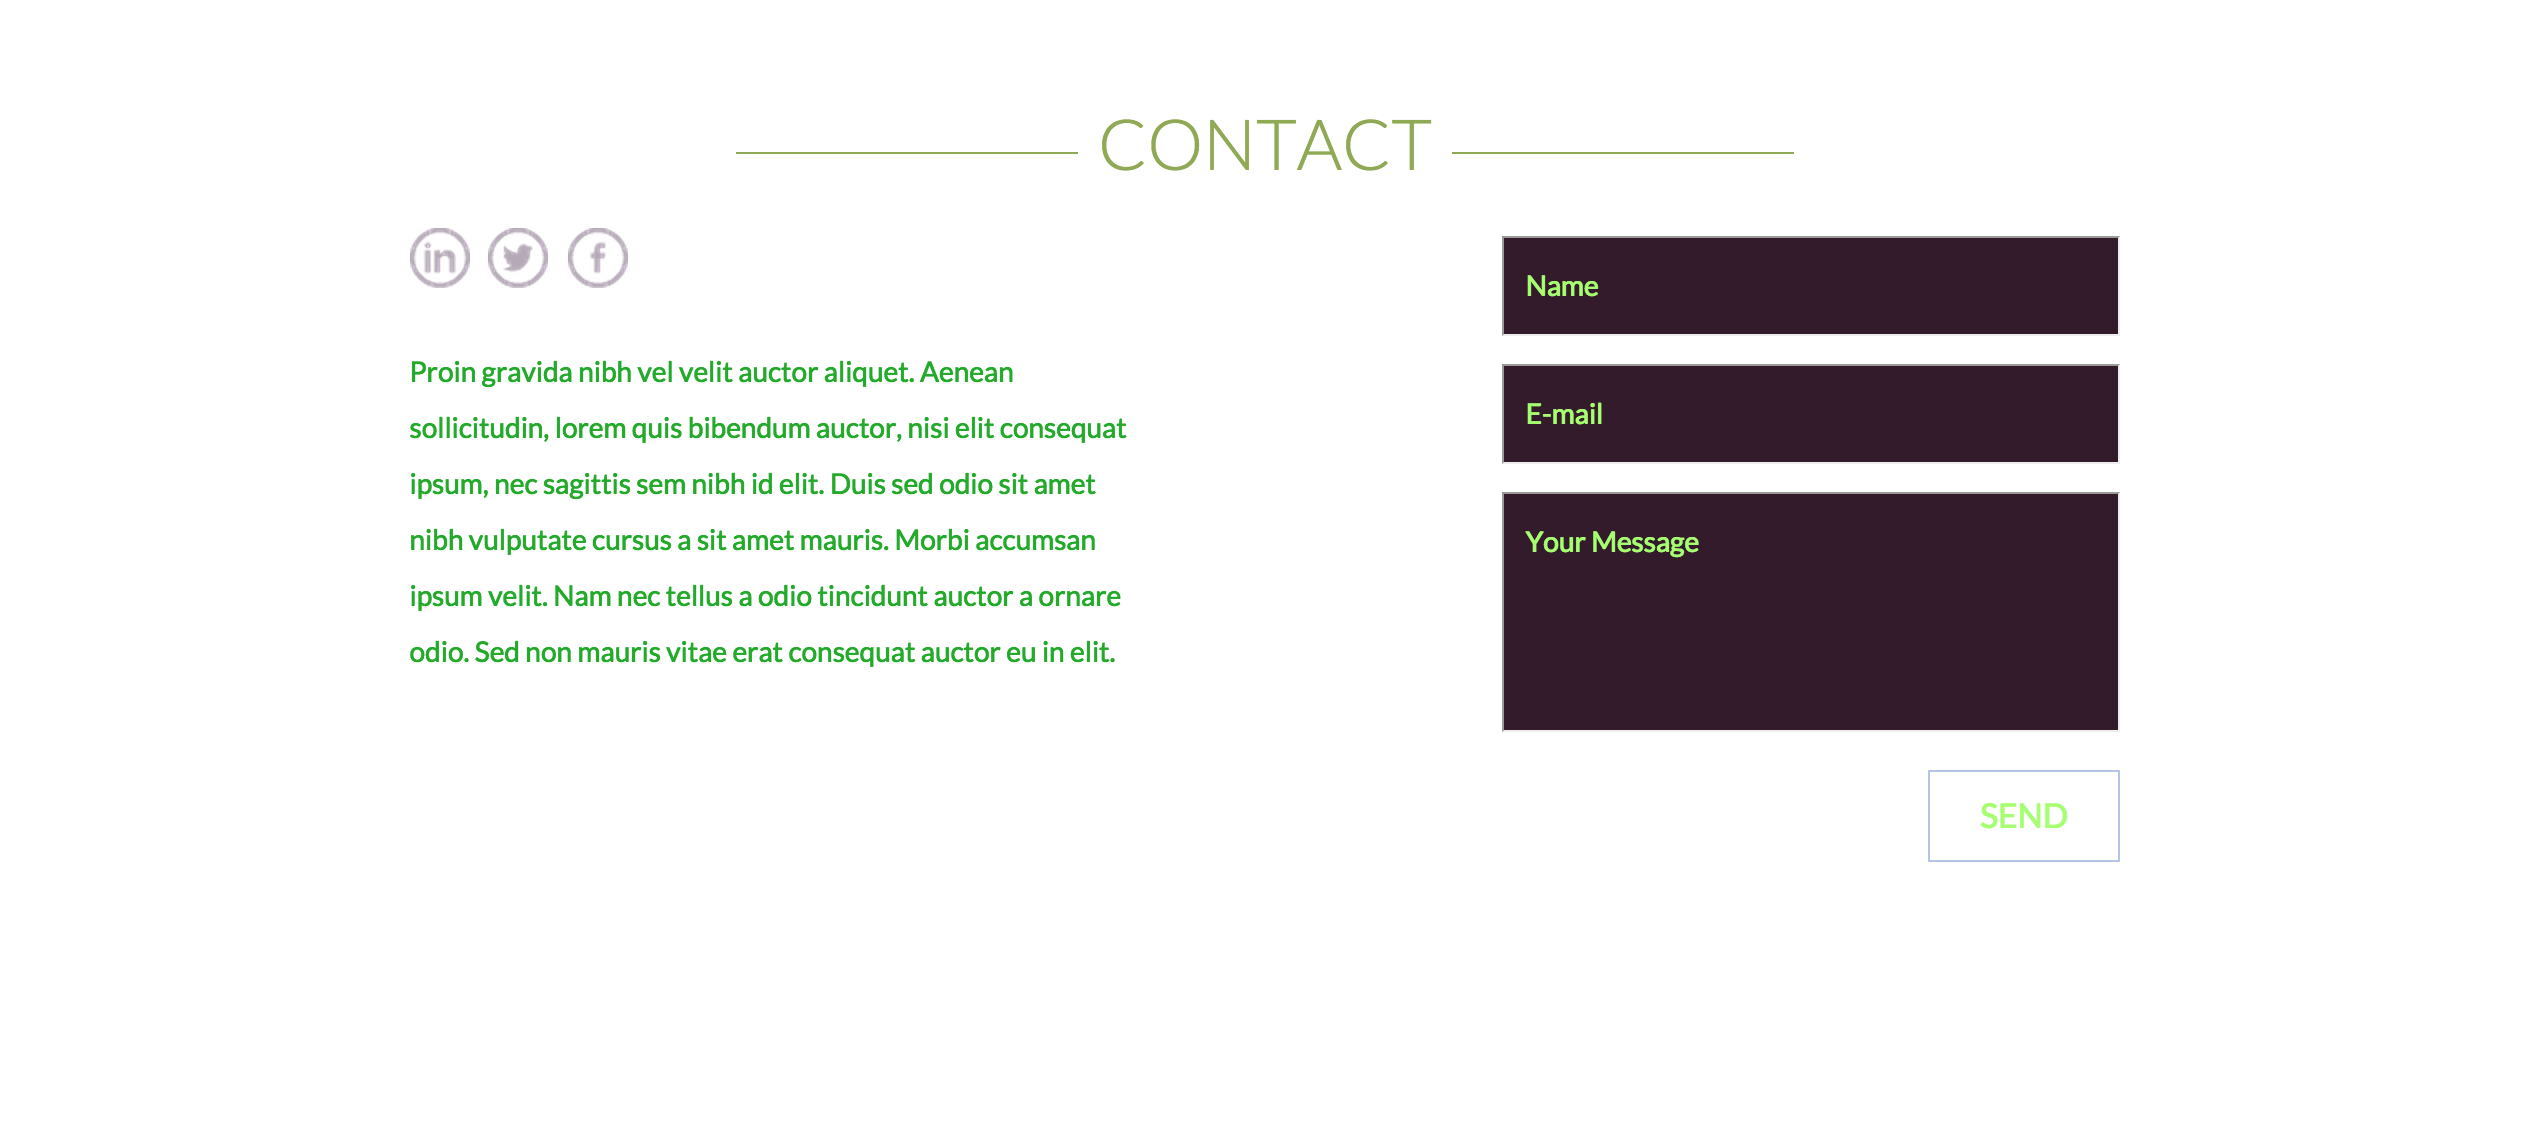 CONTACT
in
f
Proin gravida nibh vel velit auctor aliquet. Aenean
sollicitudin, lorem quis bibendum auctor, nisi elit consequat
ipsum, nec sagittis sem nibh id elit. Duis sed odio sit amet
nibh vulputate cursus a sit amet mauris. Morbi accumsan
ipsum velit. Nam nec tellus a odio tincidunt auctor a ornare
odio. Sed non mauris vitae erat consequat auctor eu in elit.
Name
E-mail
Your Message
SEND